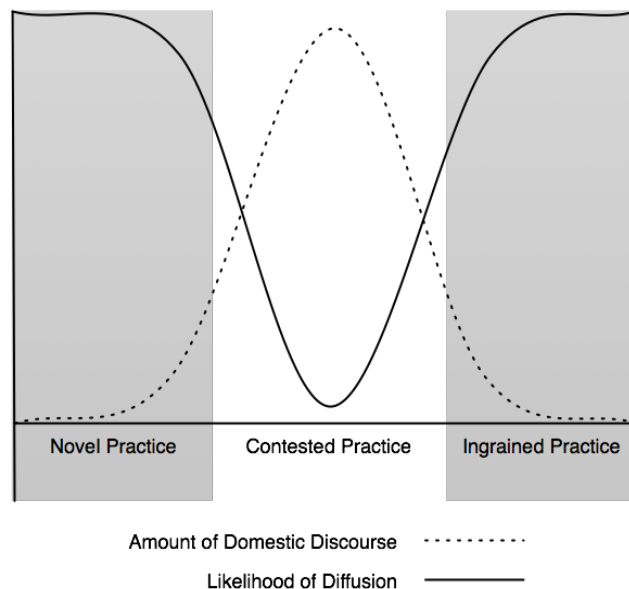 Novel Practice Contested Practice Ingrained Practice
Amount of Domestic Discourse
Likelihood of Diffusion